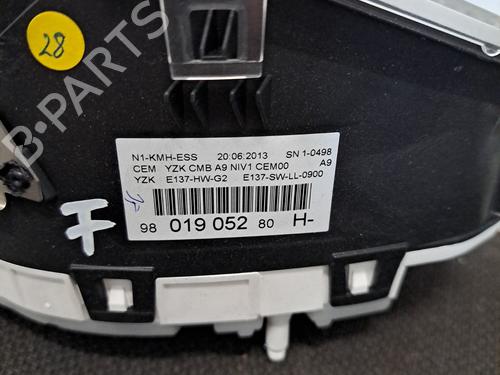 28
B-PARTS
N1-KMH-ESS 20:06:2013 SN 1-0498
CEM YZK CMB A9 NIV1 CEM00 A9
YZK E137-HW-G2 E137-SW-LL-0900
98 019 052 80 H-
F